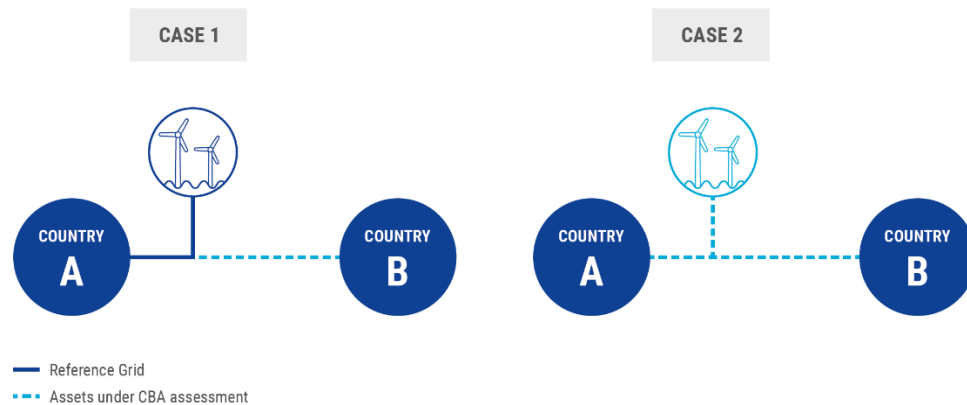 CASE 1
CASE 2
COUNTRY
A
COUNTRY
B
COUNTRY
A
COUNTRY
B
Reference Grid
Assets under CBA assessment